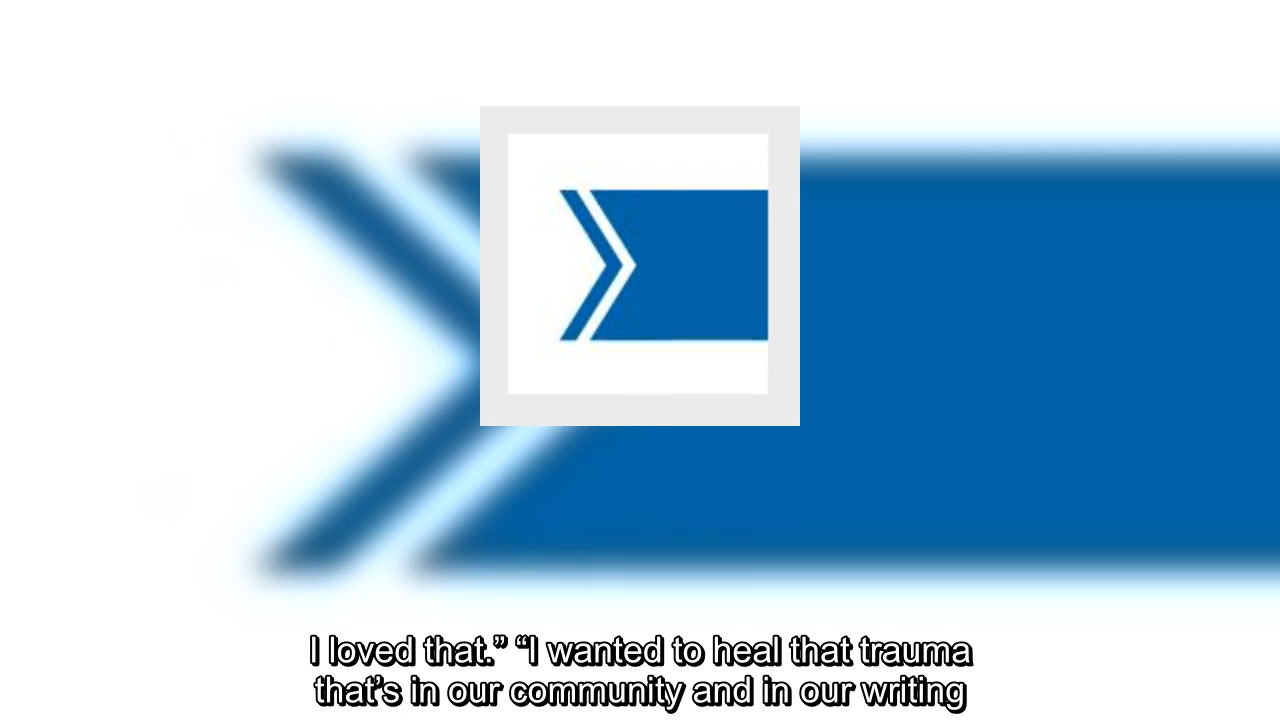 I loved that.” “I wanted to heal that trauma
that’s in our community and in our writing